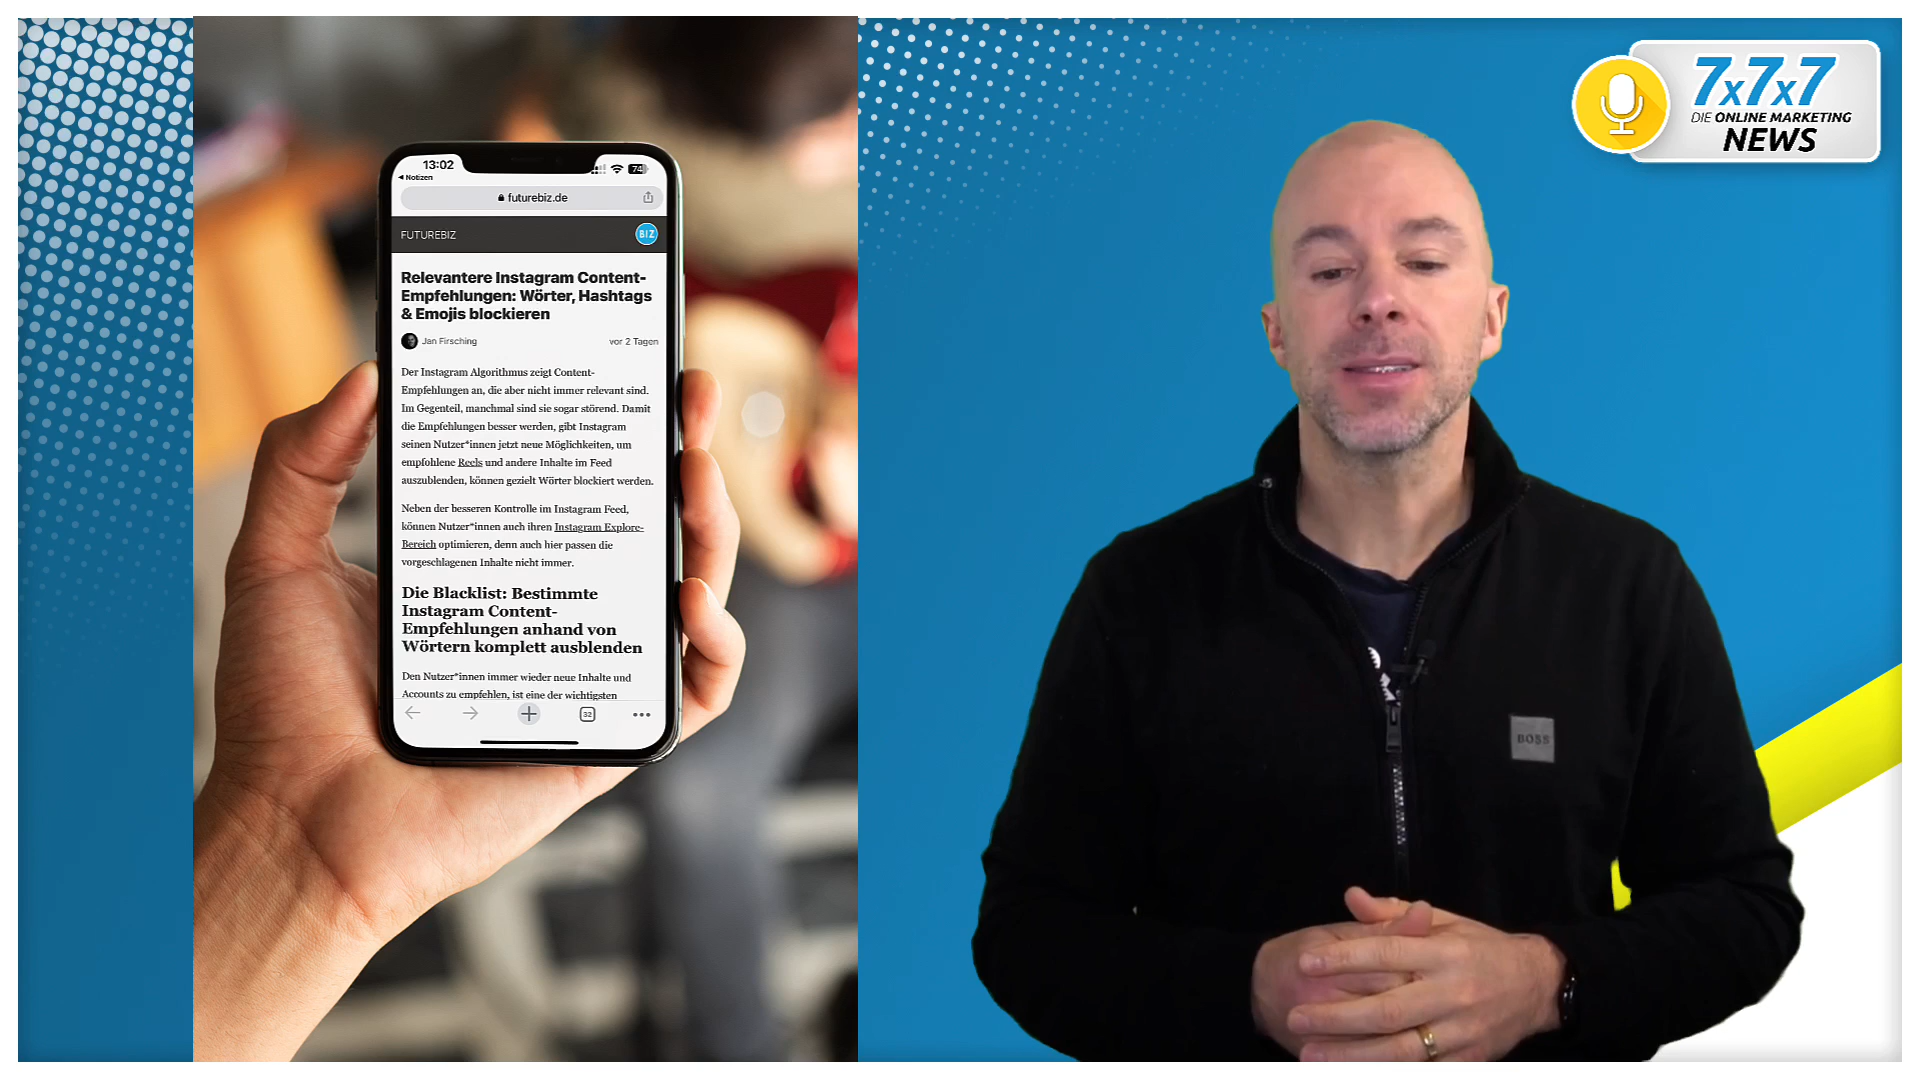 13:02
◀ Notizen
74
futurebiz.de
FUTUREBIZ
BIZ
Relevantere Instagram Content-
Empfehlungen: Wörter, Hashtags
& Emojis blockieren
Jan Firsching
vor 2 Tagen
Der Instagram Algorithmus zeigt Content-
Empfehlungen an, die aber nicht immer relevant sind.
Im Gegenteil, manchmal sind sie sogar störend. Damit
die Empfehlungen besser werden, gibt Instagram
seinen Nutzer*innen jetzt neue Möglichkeiten, um
empfohlene Reels und andere Inhalte im Feed
auszublenden, können gezielt Wörter blockiert werden.
Neben der besseren Kontrolle im Instagram Feed,
können Nutzer*innen auch ihren Instagram Explore-
Bereich optimieren, denn auch hier passen die
vorgeschlagenen Inhalte nicht immer.
Die Blacklist: Bestimmte
Instagram Content-
Empfehlungen anhand von
Wörtern komplett ausblenden
Den Nutzer*innen immer wieder neue Inhalte und
Accounts zu empfehlen, ist eine der wichtigsten
32
7x7x7
DIE ONLINE MARKETING
NEWS
BOSS